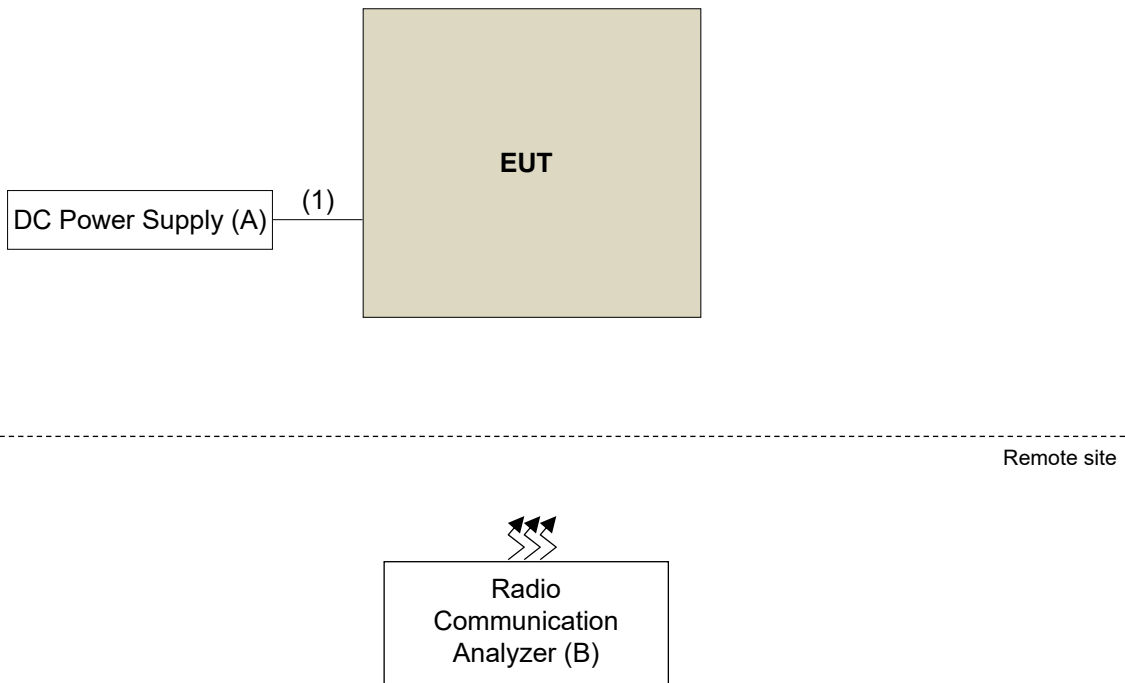 EUT
(1)
DC Power Supply (A)
Remote site
Radio
Communication
Analyzer (B)